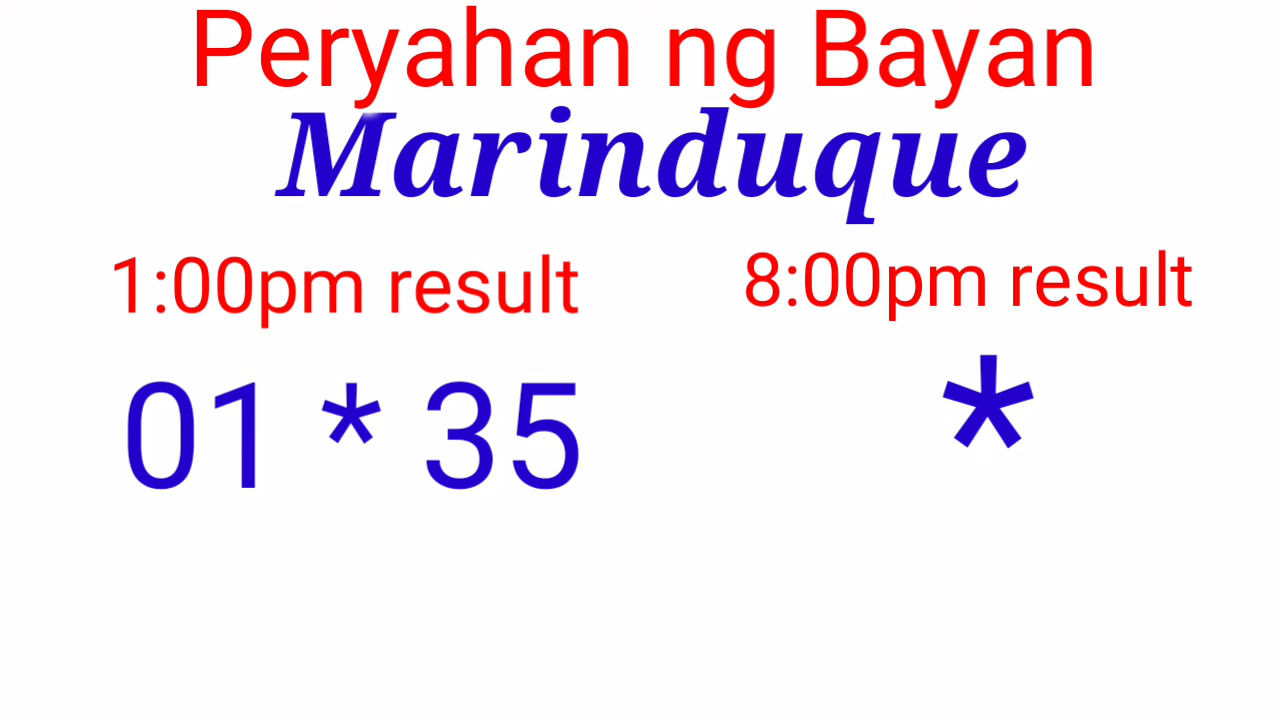 Peryahan ng Bayan
Marinduque
1:00pm result 8:00pm result
01 * 35 *